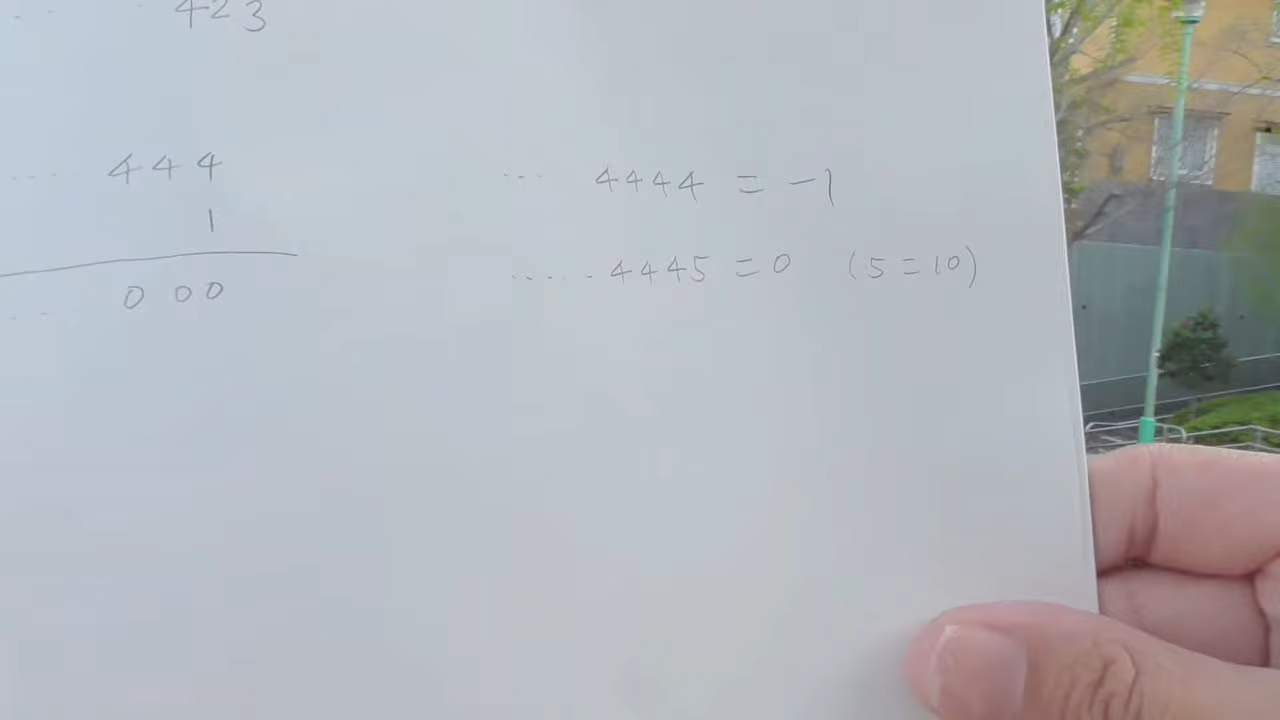 ... 423
... 444
1
... 000
... 4444 = -1
..... 4445 = 0 (5 = 10)